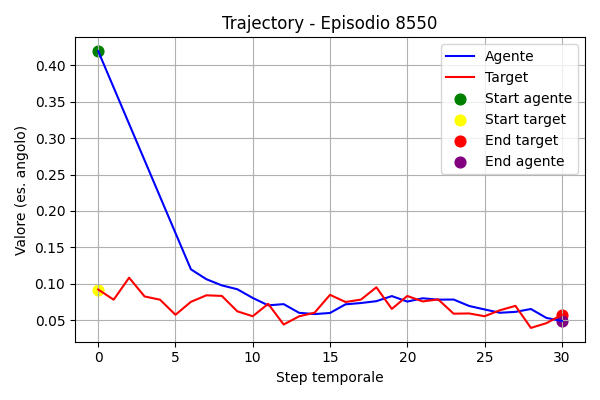 Trajectory - Episodio 8550
Valore (es. angolo)
0.40
0.35
0.30
0.25
0.20
0.15
0.10
0.05
Agente
Target
Start agente
Start target
End target
End agente
0 5 10 15 20 25 30
Step temporale